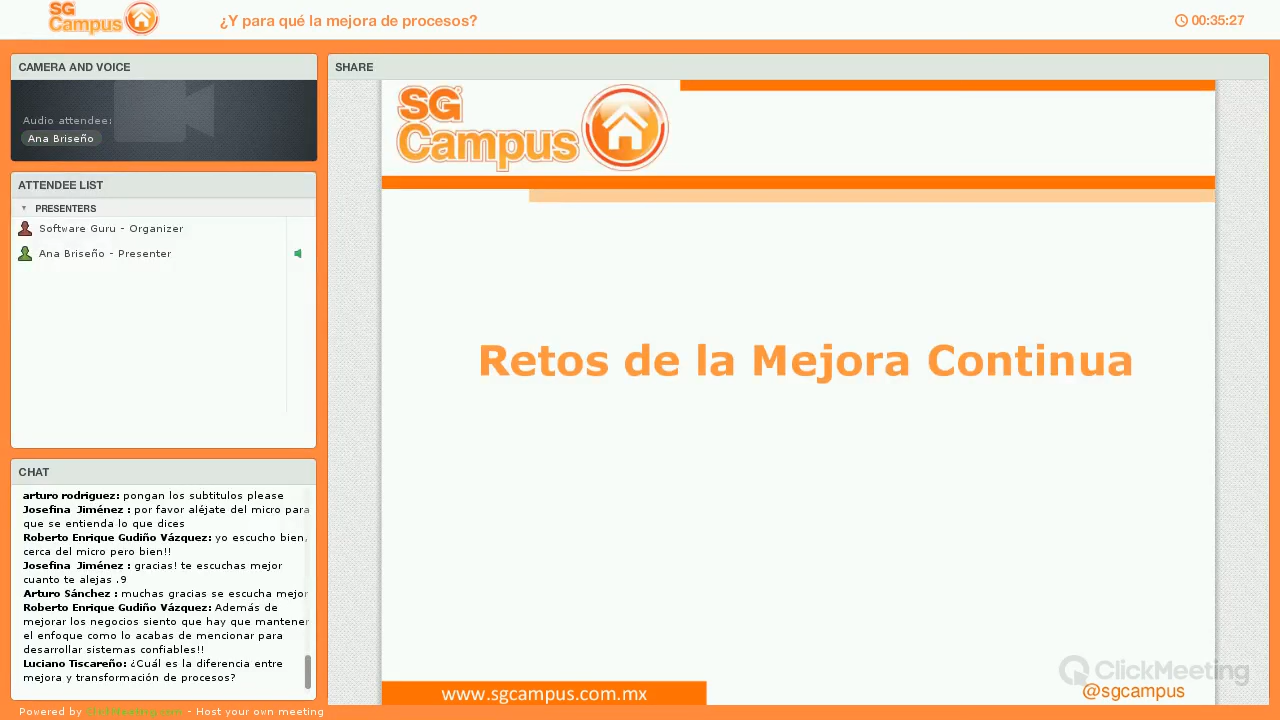 SG
Campus
¿Y para qué la mejora de procesos?
00:35:27
CAMERA AND VOICE
Audio attendee:
Ana Briseño
ATTENDEE LIST
PRESENTERS
Software Guru - Organizer
Ana Briseño - Presenter
CHAT
arturo rodriguez: pongan los subtitulos please
Josefina Jiménez : por favor aléjate del micro para
que se entienda lo que dices
Roberto Enrique Gudiño Vázquez: yo escucho bien,
cerca del micro pero bien!!
Josefina Jiménez : gracias! te escuchas mejor
cuanto te alejas .9
Arturo Sánchez : muchas gracias se escucha mejor
Roberto Enrique Gudiño Vázquez: Además de
mejorar los negocios siento que hay que mantener
el enfoque como lo acabas de mencionar para
desarrollar sistemas confiables!!
Luciano Tiscareño: ¿Cuál es la diferencia entre
mejora y transformación de procesos?
Powered by ClickMeeting.com - Host your own meeting
SHARE
SG
Campus
Retos de la Mejora Continua
www.sgcampus.com.mx
ClickMeeting
@sgcampus